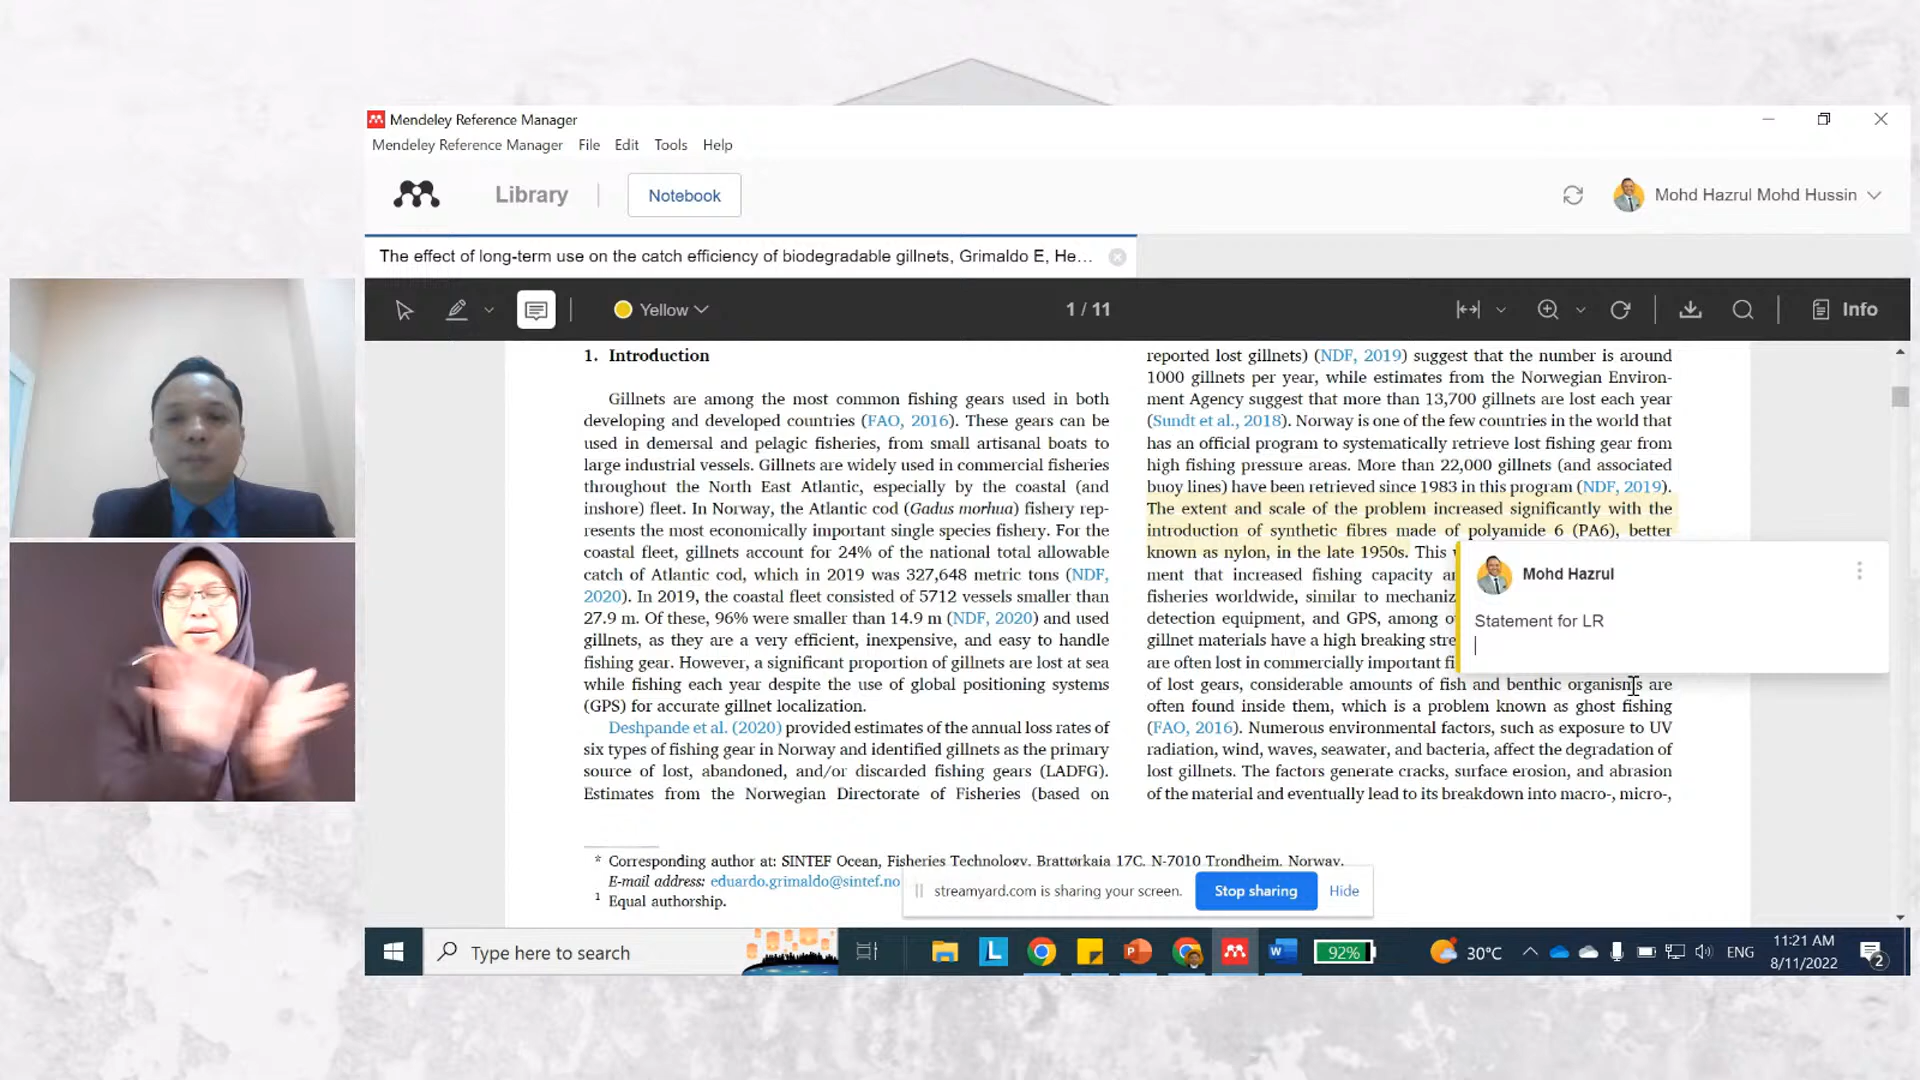 Mendeley Reference Manager
Mendeley Reference Manager File Edit Tools Help
Library
Notebook
Mohd Hazrul Mohd Hussin
The effect of long-term use on the catch efficiency of biodegradable gillnets, Grimaldo E, He...
Yellow
1 / 11
Info
1. Introduction
Gillnets are among the most common fishing gears used in both
developing and developed countries (FAO, 2016). These gears can be
used in demersal and pelagic fisheries, from small artisanal boats to
large industrial vessels. Gillnets are widely used in commercial fisheries
throughout the North East Atlantic, especially by the coastal (and
inshore) fleet. In Norway, the Atlantic cod (Gadus morhua) fishery rep-
resents the most economically important single species fishery. For the
coastal fleet, gillnets account for 24% of the national total allowable
catch of Atlantic cod, which in 2019 was 327,648 metric tons (NDF,
2020). In 2019, the coastal fleet consisted of 5712 vessels smaller than
27.9 m. Of these, 96% were smaller than 14.9 m (NDF, 2020) and used
gillnets, as they are a very efficient, inexpensive, and easy to handle
fishing gear. However, a significant proportion of gillnets are lost at sea
while fishing each year despite the use of global positioning systems
(GPS) for accurate gillnet localization.
Deshpande et al. (2020) provided estimates of the annual loss rates of
six types of fishing gear in Norway and identified gillnets as the primary
source of lost, abandoned, and/or discarded fishing gears (LADFG).
Estimates from the Norwegian Directorate of Fisheries (based on
reported lost gillnets) (NDF, 2019) suggest that the number is around
1000 gillnets per year, while estimates from the Norwegian Environ-
ment Agency suggest that more than 13,700 gillnets are lost each year
(Sundt et al., 2018). Norway is one of the few countries in the world that
has an official program to systematically retrieve lost fishing gear from
high fishing pressure areas. More than 22,000 gillnets (and associated
buoy lines) have been retrieved since 1983 in this program (NDF, 2019).
The extent and scale of the problem increased significantly with the
introduction of synthetic fibres made of polyamide 6 (PA6), better
known as nylon, in the late 1950s. This
ment that increased fishing capacity
fisheries worldwide, similar to
detection equipment, and GPS, among
gillnet materials have a high breaking
are often lost in commercially important
of lost gears, considerable amounts of fish and benthic organisms are
often found inside them, which is a problem known as ghost fishing
(FAO, 2016). Numerous environmental factors, such as exposure to UV
radiation, wind, waves, seawater, and bacteria, affect the degradation of
lost gillnets. The factors generate cracks, surface erosion, and abrasion
of the material and eventually lead to its breakdown into macro-, micro-,
Mohd Hazrul
Statement for LR
* Corresponding author at: SINTEF Ocean, Fisheries Technology, Brattørkaia 17C, N-7010 Trondheim, Norway.
E-mail address: eduardo.grimaldo@sintef.no
1 Equal authorship.
streamyard.com is sharing your screen.
Stop sharing
Hide
Type here to search
L
W
92%
30°C
ENG
11:21 AM
8/11/2022
2